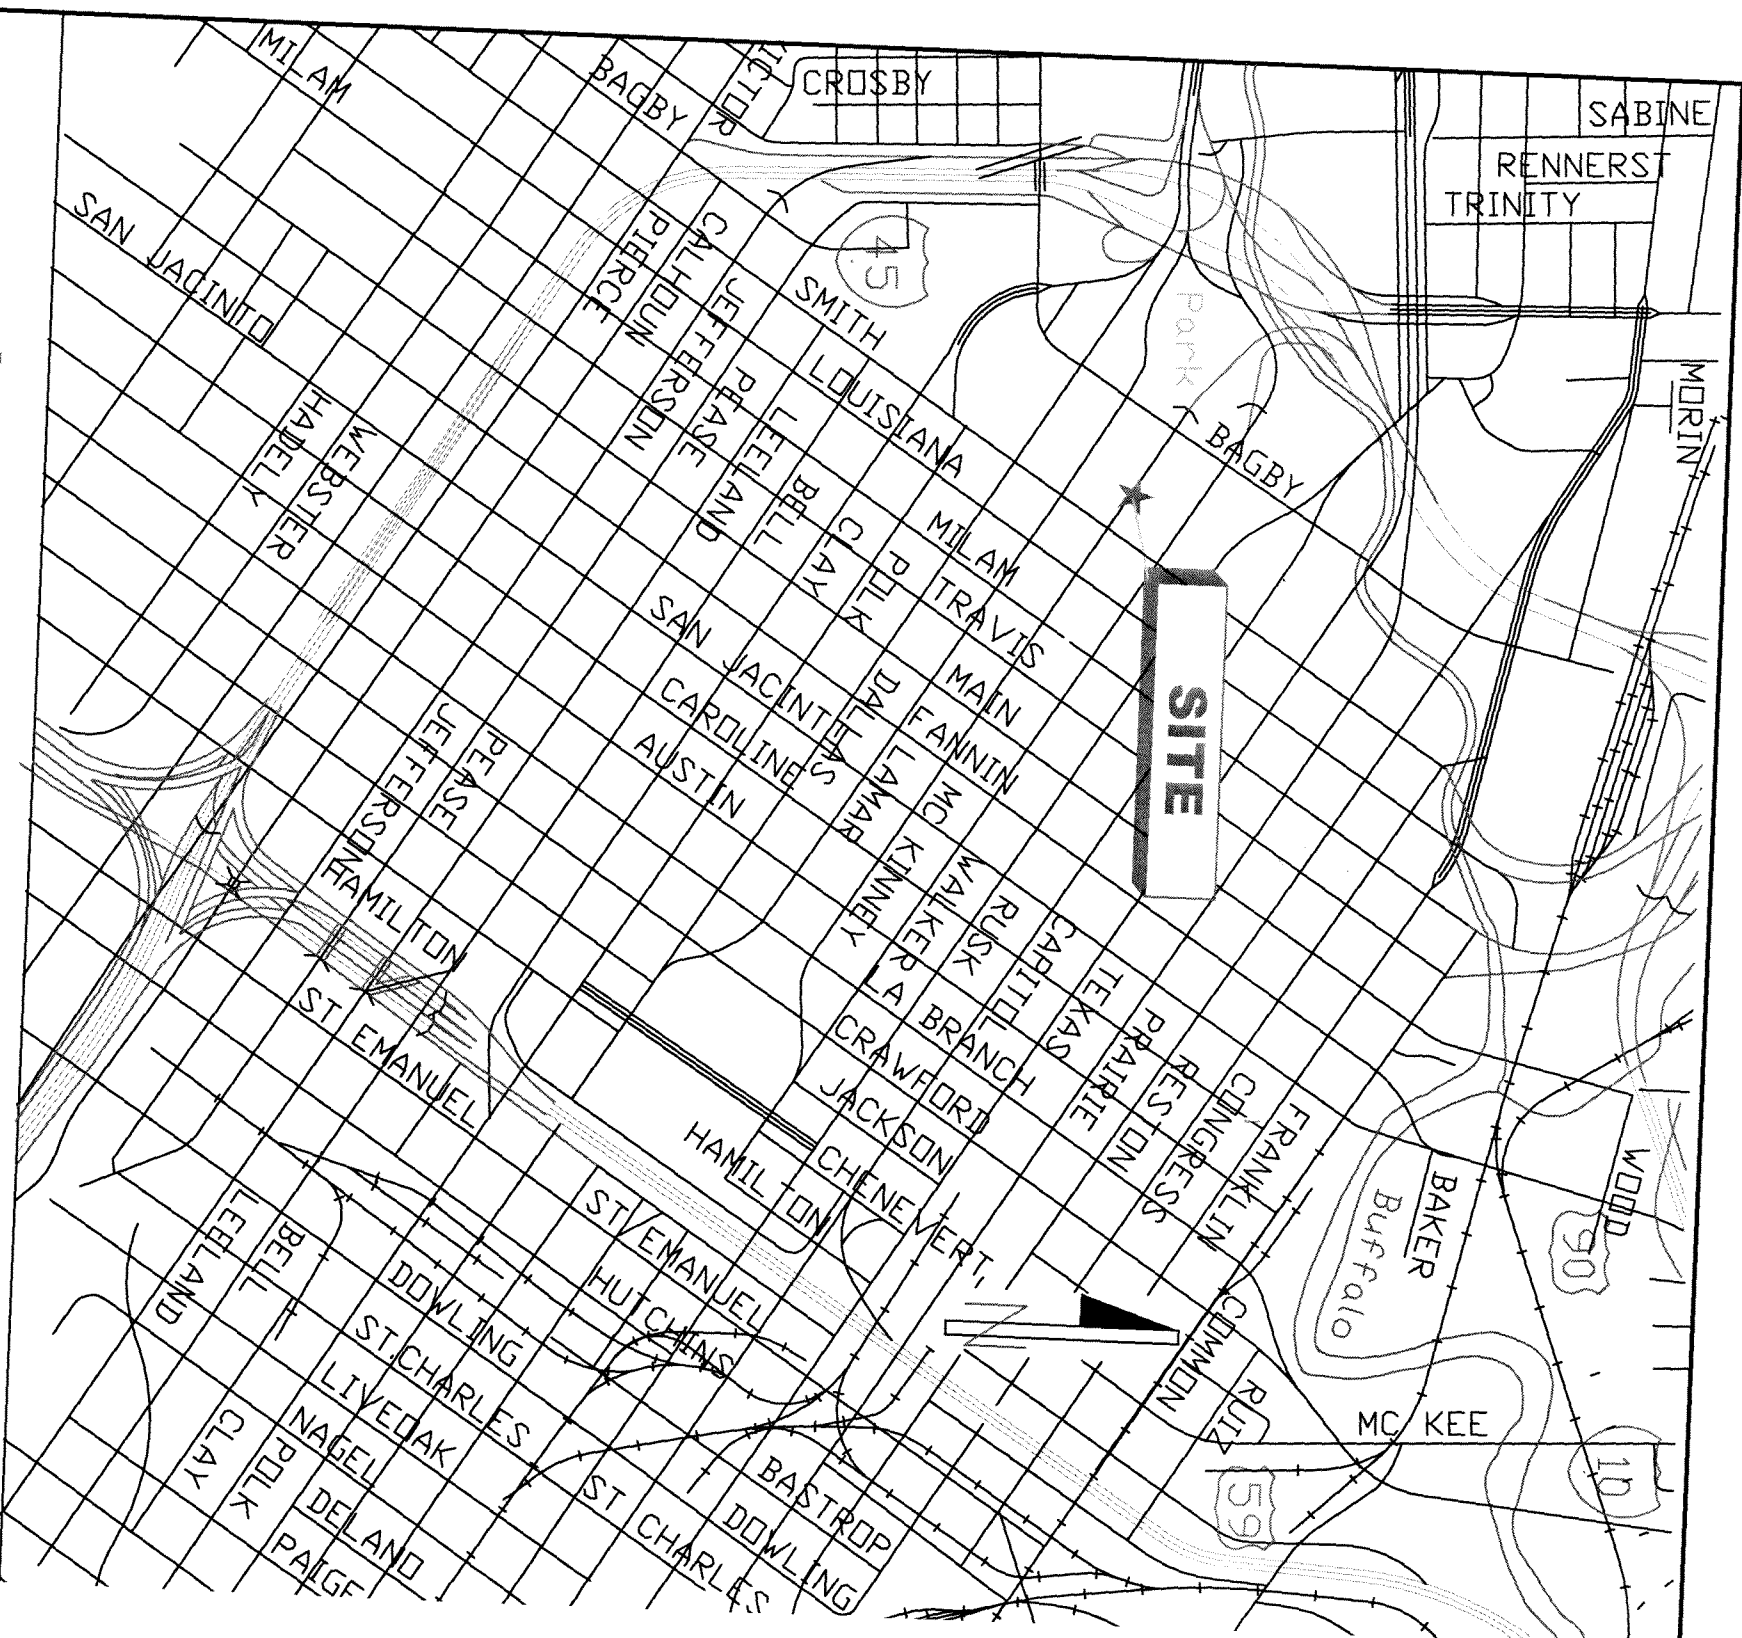 MILAM
BAGBY
CROSBY
SABINE
RENNERST
TRINITY
SAN JACINTO
PIERCE
CALHOUN
JEFFERSON
PEASE
LEELAND
BELL
CLAY
POLK
45
SMITH
LOUISIANA
Park
BAGBY
MORIN
HADELY
WEBSTER
MILAM
TRAVIS
MAIN
FANNIN
SAN JACINT
CAROLINE
AUSTIN
DALLAS
LAMAR
MC KINNEY
WALKER
RUSK
CAPITOL
TEXAS
PRAIRIE
PRESTON
CONGRESS
FRANKLIN
SITE
JEFFERSON
PEASE
HAMILTON
ST EMANUEL
LA BRANCH
CRAWFORD
JACKSON
CHENEVERT,
HAMILTON
ST EMANUEL
HUTCHINS
N
BAKER
WOOD
90
Buffalo
COMMON
RUIZ
MC KEE
10
59
LEELAND
BELL
DOWLING
ST.CHARLES
LIVEOAK
NAGEL
CLAY
POLK
DELANO
PAIGE
BASTROP
DOWLING
ST CHARLES